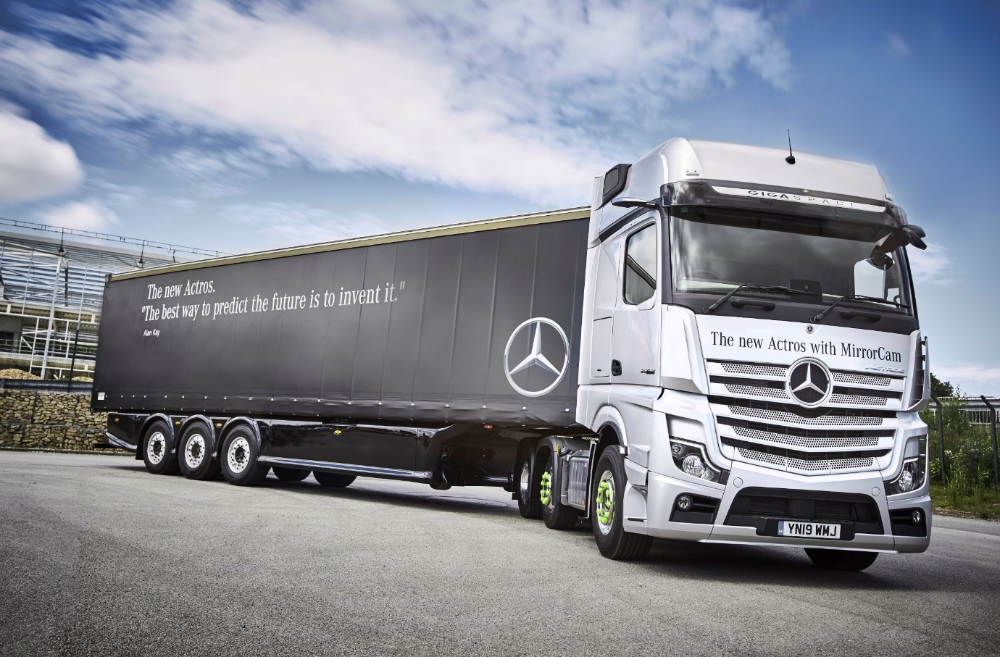 The new Actros.
"The best way to predict the future is to invent it."
Alan Kay
GIGASPACE
The new Actros with MirrorCam
ACTROS
YN19 WMJ